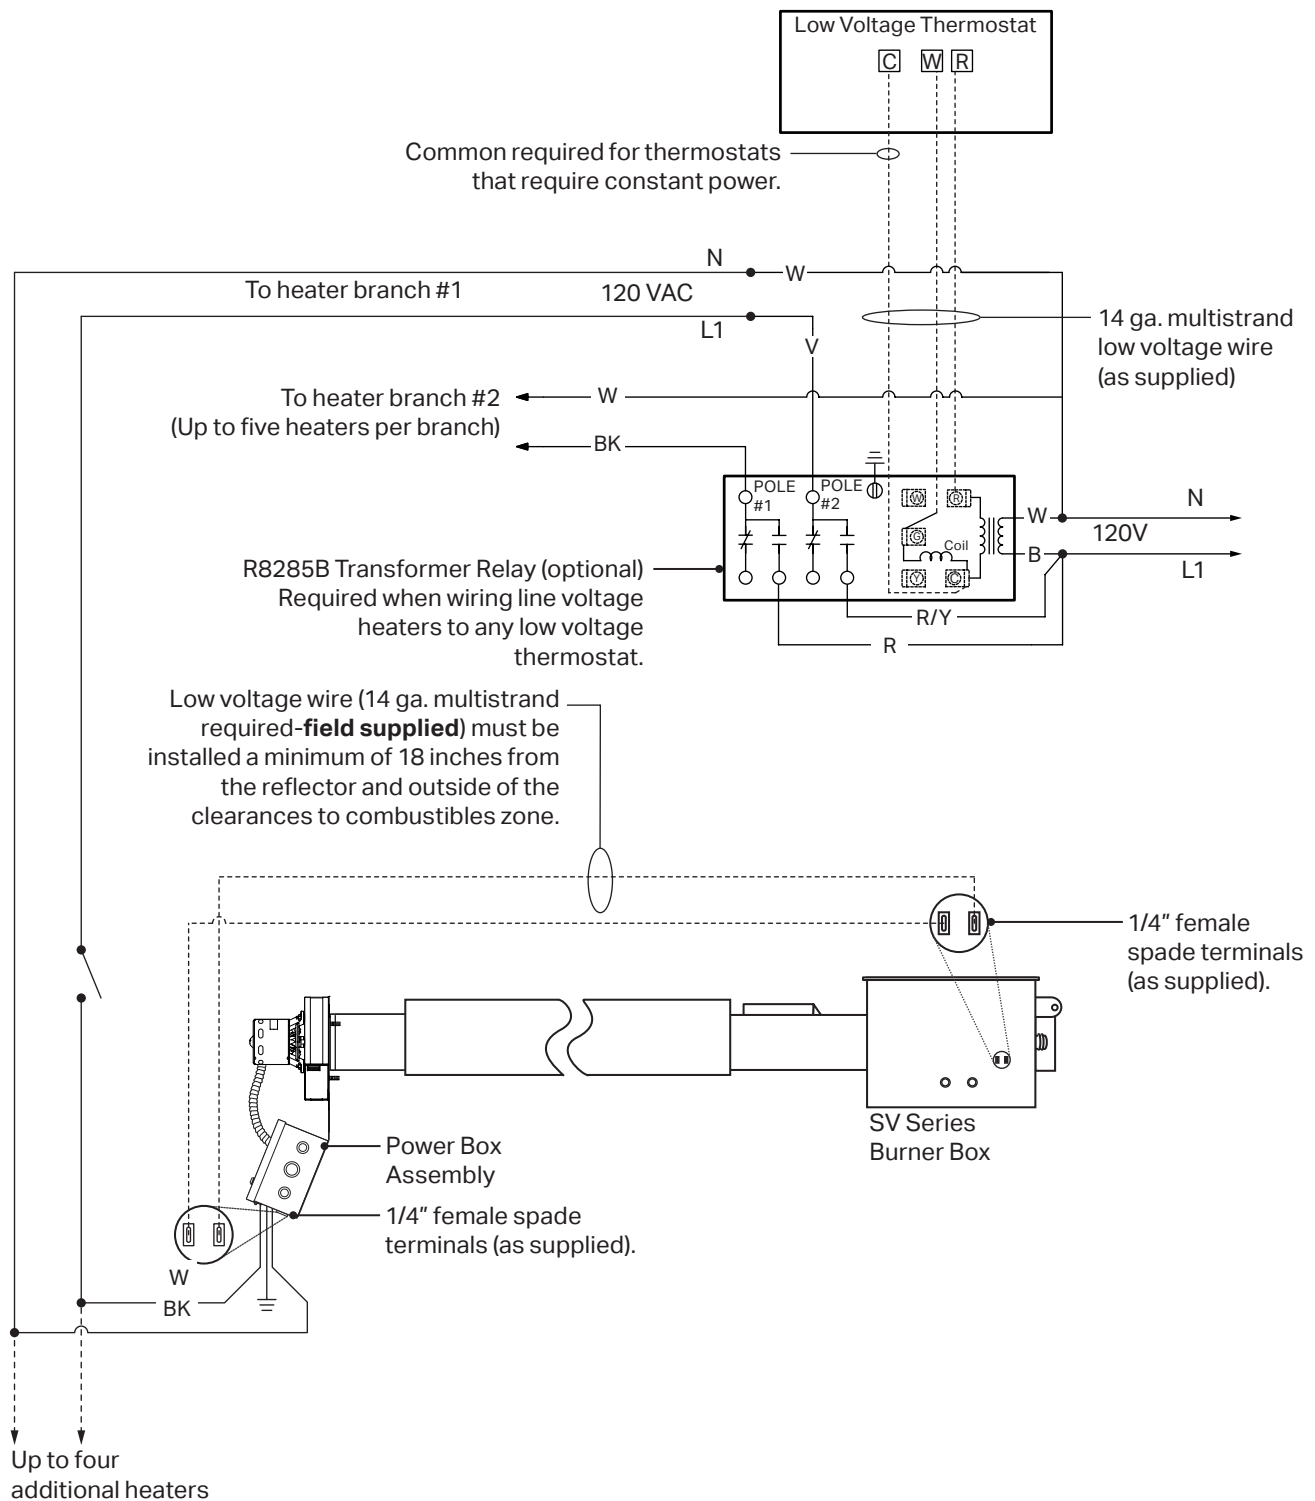 Low Voltage Thermostat
C W R
Common required for thermostats
that require constant power.
N
W
To heater branch #1
120 VAC
L1
V
14 ga. multistrand
low voltage wire
(as supplied)
To heater branch #2
(Up to five heaters per branch)
W
BK
POLE
#1
POLE
#2
W
R
G
Coil
Y
C
W
N
120V
B
L1
R8285B Transformer Relay (optional)
Required when wiring line voltage
heaters to any low voltage
thermostat.
R/Y
R
Low voltage wire (14 ga. multistrand
required-field supplied) must be
installed a minimum of 18 inches from
the reflector and outside of the
clearances to combustibles zone.
1/4" female
spade terminals
(as supplied).
SV Series
Burner Box
Power Box
Assembly
1/4" female spade
terminals (as supplied).
W
BK
Up to four
additional heaters